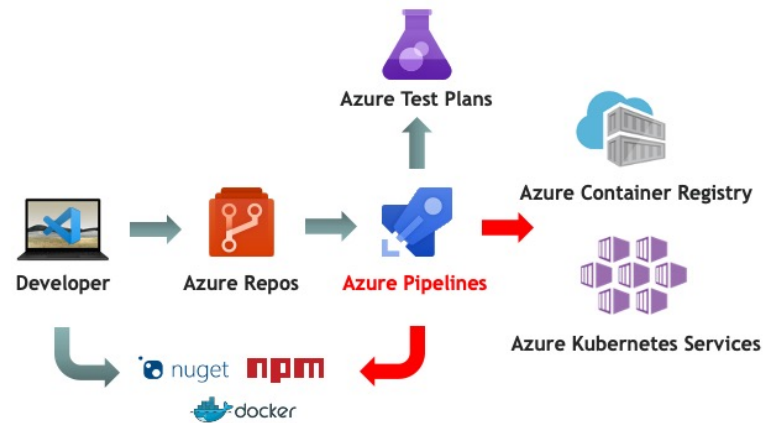 Azure Test Plans
Azure Container Registry
Developer
Azure Repos
Azure Pipelines
Azure Kubernetes Services
nuget
npm
docker